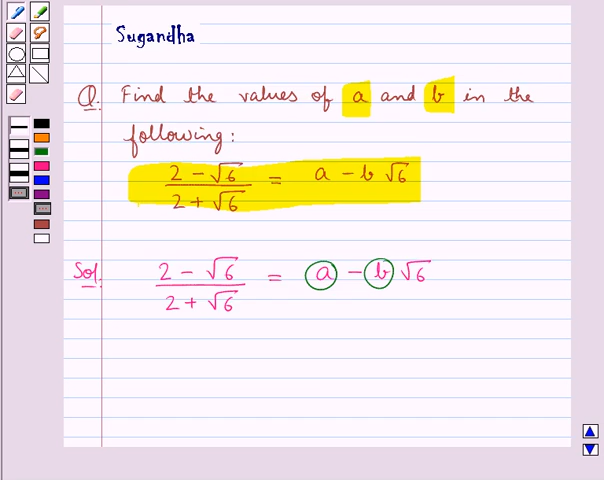 Sugandha
Q. Find the values of a and b in the
following:
2 - √6 / 2 + √6 = a - b √6
Sol. 2 - √6 / 2 + √6 = a - b √6